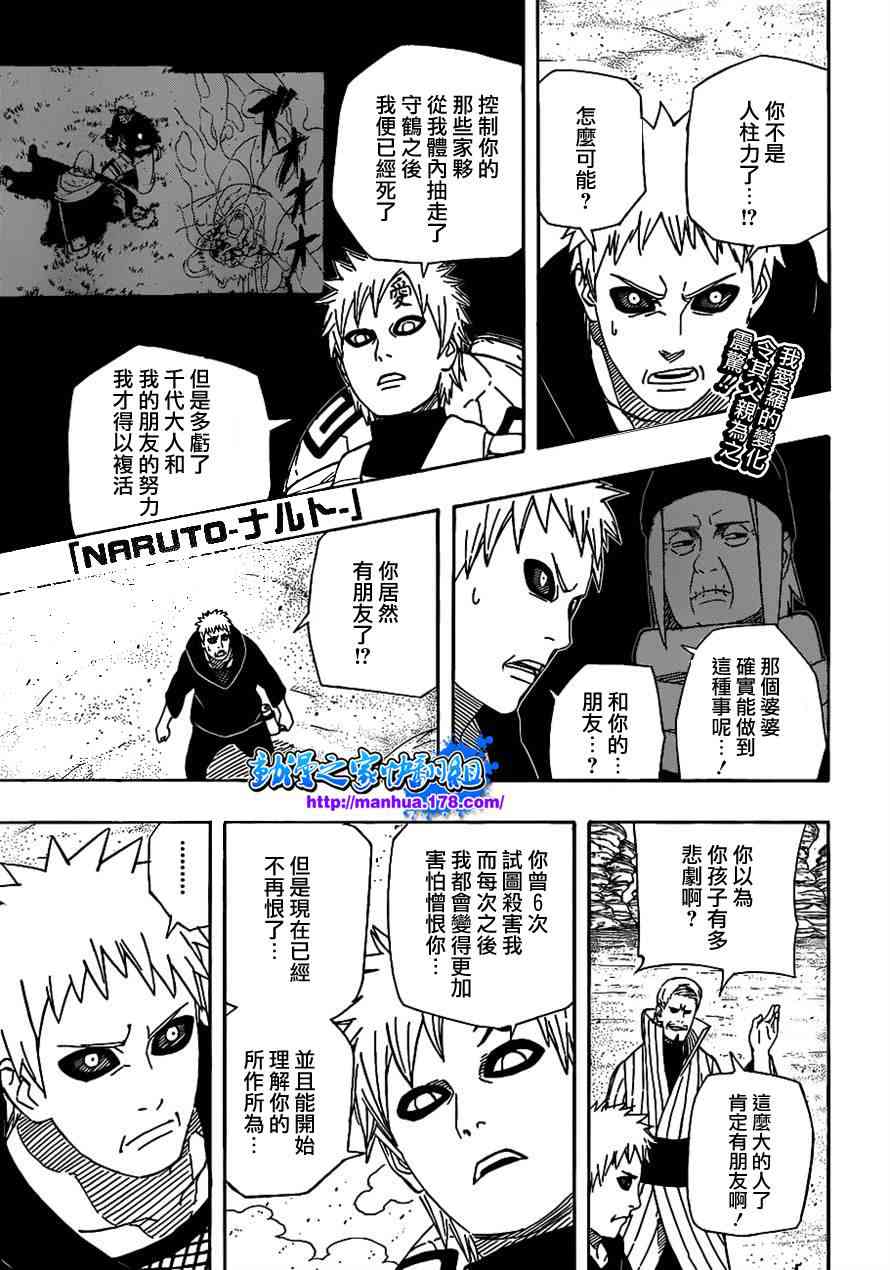 你不是
人柱力了…!?
怎麼可能?
我愛羅的變化
令其父親為之
震驚!!
控制你的
那些家夥
從我體內抽走了
守鶴之後
我便已經死了
愛
但是多虧了
千代大人和
我的朋友的努力
我才得以複活
「NARUTO-ナルト-」
那個婆婆
確實能做到
這種事呢…
和你的…
朋友…?
你居然
有朋友了!?
動漫之家快翻組
http://manhua.178.com/
你以為
你孩子有多
悲劇啊?
這麼大的人了
肯定有朋友啊!
你曾6次
試圖殺害我
而每次之後
我都會變得更加
害怕憎恨你…
但是現在已經
不再恨了…
並且能開始
理解你的
所作所為…
………